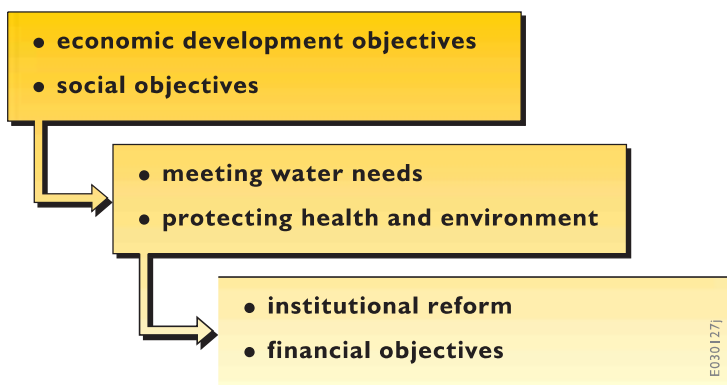 • economic development objectives
• social objectives
• meeting water needs
• protecting health and environment
• institutional reform
• financial objectives
E030127j